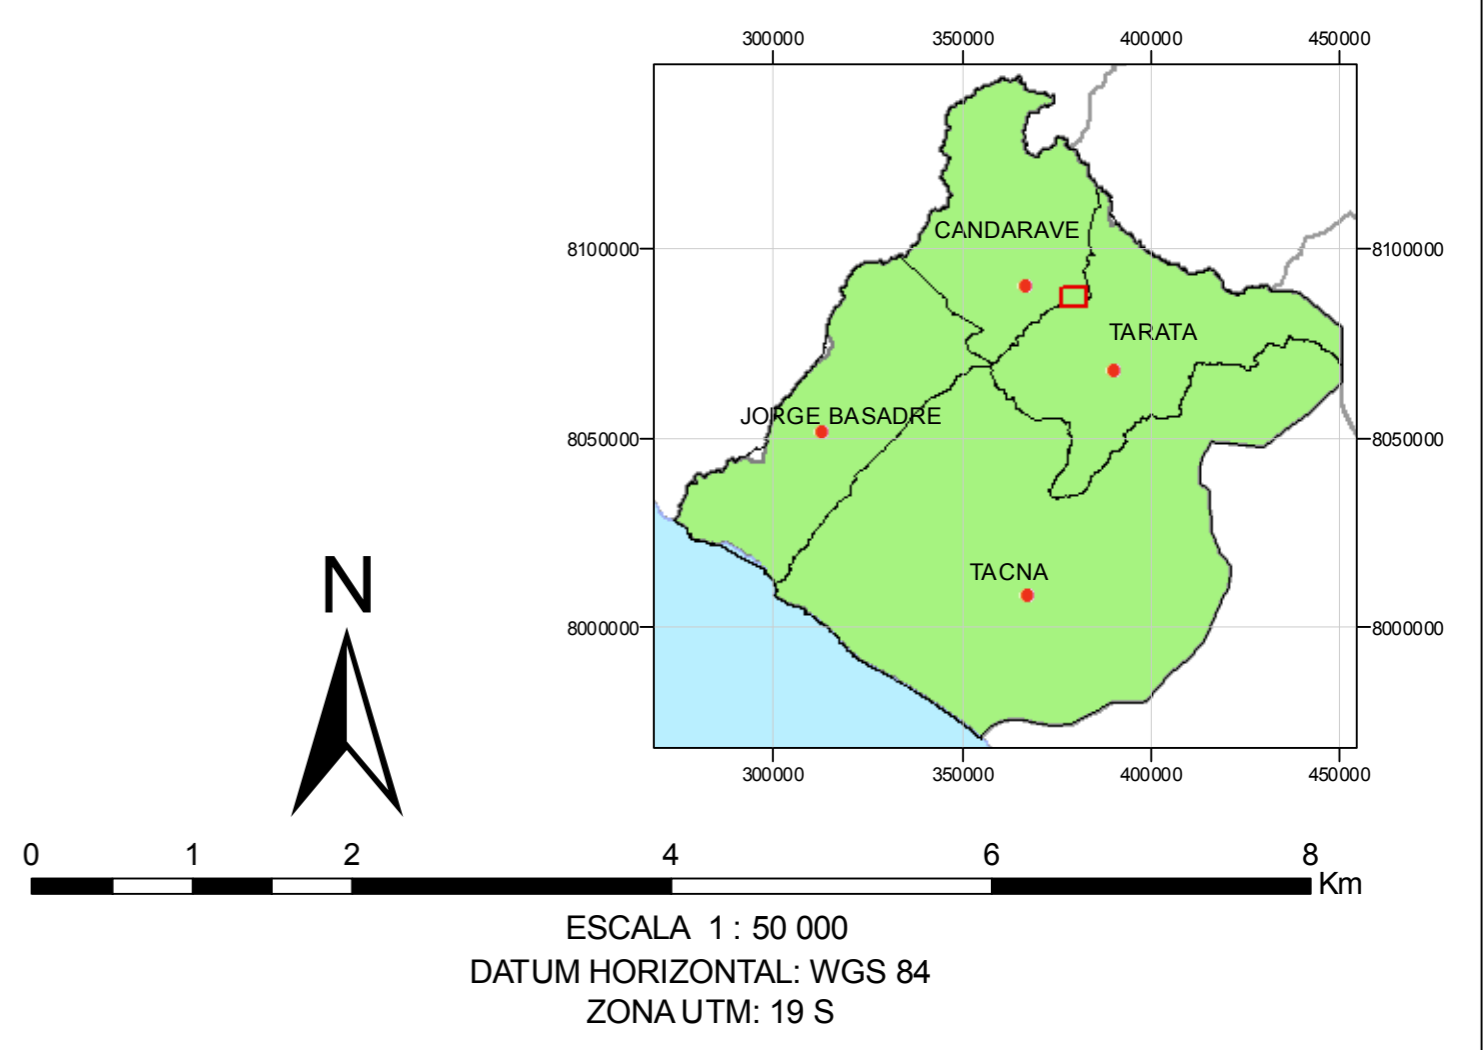 300000 350000 400000 450000
CANDARAVE
8100000 8100000
TARATA
JORGE BASADRE
8050000 8050000
N
TACNA
8000000 8000000
300000 350000 400000 450000
0 1 2 4 6 8
Km
ESCALA 1 : 50 000
DATUM HORIZONTAL: WGS 84
ZONA UTM: 19 S